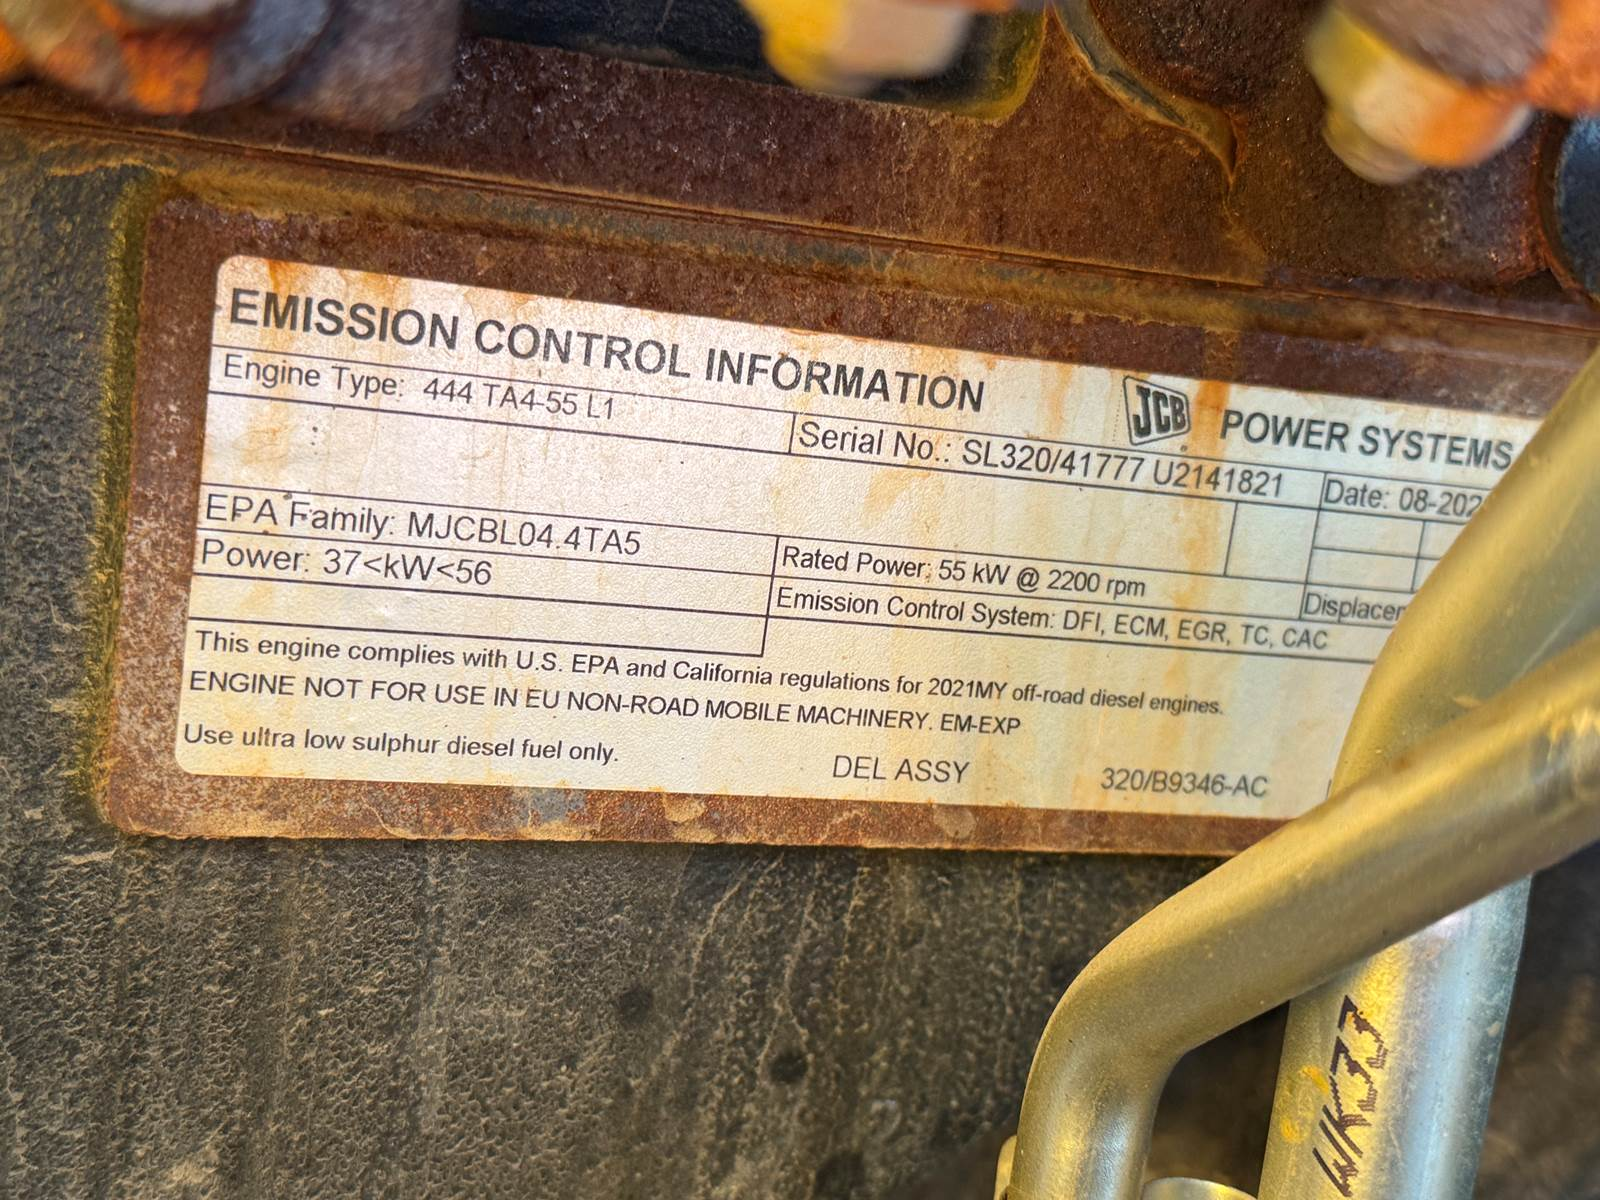 EMISSION CONTROL INFORMATION
JCB POWER SYSTEMS
Engine Type: 444 TA4-55 L1
Serial No.: SL320/41777 U2141821
Date: 08-202
:
EPA Family: MJCBL04.4TA5
Rated Power: 55 kW @ 2200 rpm
Power: 37<kW<56
Emission Control System: DFI, ECM, EGR, TC, CAC
This engine complies with U.S. EPA and California regulations for 2021MY off-road diesel engines.
ENGINE NOT FOR USE IN EU NON-ROAD MOBILE MACHINERY. EM-EXP
Use ultra low sulphur diesel fuel only.
DEL ASSY
320/B9346-AC
WK33